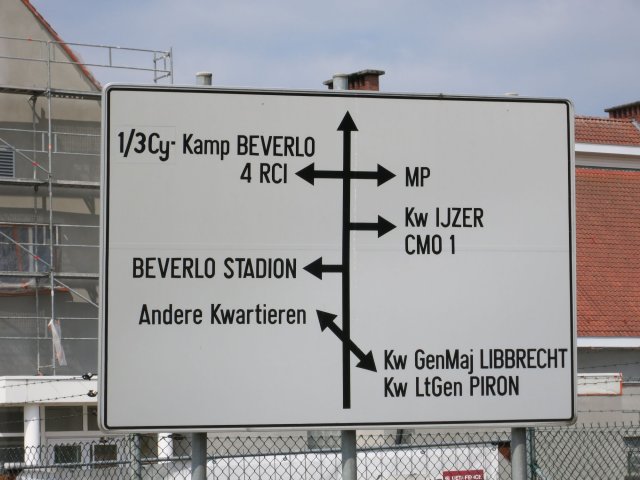 1/3Cy- Kamp BEVERLO
4 RCI
MP
Kw IJZER
CMO 1
BEVERLO STADION
Andere Kwartieren
Kw GenMaj LIBBRECHT
Kw LtGen PIRON